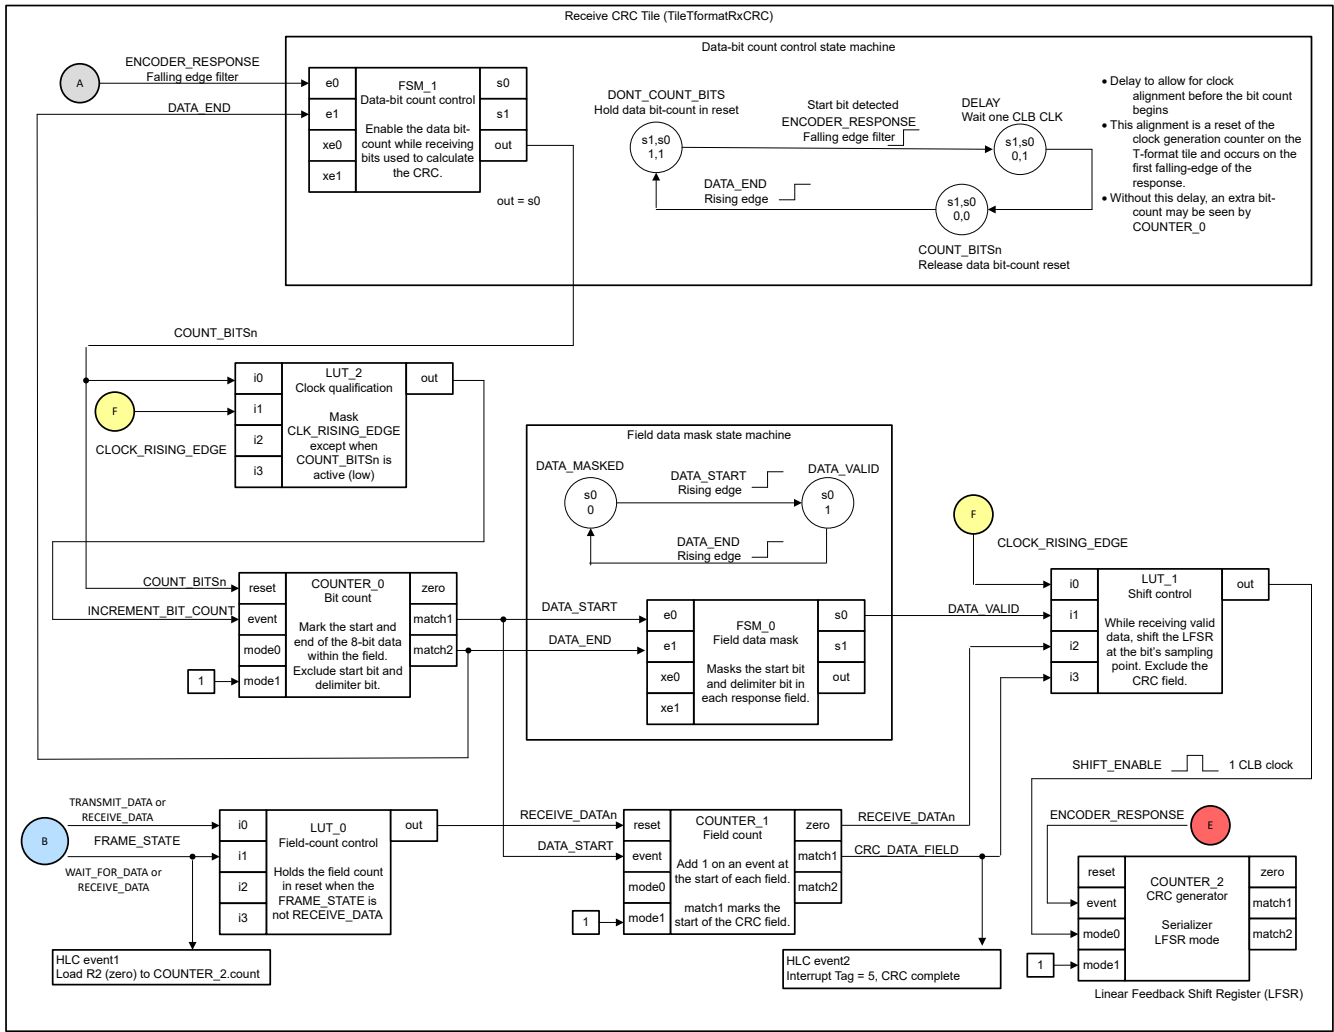 Receive CRC Tile (TileTformatRxCRC)
Data-bit count control state machine
A
ENCODER_RESPONSE
Falling edge filter
DATA_END
e0
e1
xe0
xe1
FSM_1
Data-bit count control
Enable the data bit-
count while receiving
bits used to calculate
the CRC.
s0
s1
out
out = s0
DONT_COUNT_BITS
Hold data bit-count in reset
s1,s0
1,1
Start bit detected
ENCODER_RESPONSE
Falling edge filter
DELAY
Wait one CLB CLK
s1,s0
0,1
DATA_END
Rising edge
s1,s0
0,0
COUNT_BITSn
Release data bit-count reset
• Delay to allow for clock
alignment before the bit count
begins
• This alignment is a reset of the
clock generation counter on the
T-format tile and occurs on the
first falling-edge of the
response.
• Without this delay, an extra bit-
count may be seen by
COUNTER_0
COUNT_BITSn
F
CLOCK_RISING_EDGE
i0
i1
i2
i3
LUT_2
Clock qualification
Mask
CLK_RISING_EDGE
except when
COUNT_BITSn is
active (low)
out
Field data mask state machine
DATA_MASKED
s0
0
DATA_START
Rising edge
DATA_VALID
s0
1
DATA_END
Rising edge
F
CLOCK_RISING_EDGE
COUNT_BITSn
INCREMENT_BIT_COUNT
1
reset
event
mode0
mode1
COUNTER_0
Bit count
Mark the start and
end of the 8-bit data
within the field.
Exclude start bit and
delimiter bit.
zero
match1
match2
DATA_START
DATA_END
e0
e1
xe0
xe1
FSM_0
Field data mask
Masks the start bit
and delimiter bit in
each response field.
s0
s1
out
DATA_VALID
i0
i1
i2
i3
LUT_1
Shift control
While receiving valid
data, shift the LFSR
at the bit's sampling
point. Exclude the
CRC field.
out
SHIFT_ENABLE
1 CLB clock
B
TRANSMIT_DATA or
RECEIVE_DATA
FRAME_STATE
WAIT_FOR_DATA or
RECEIVE_DATA
i0
i1
i2
i3
LUT_0
Field-count control
Holds the field count
in reset when the
FRAME_STATE is
not RECEIVE_DATA
out
HLC event1
Load R2 (zero) to COUNTER_2.count
RECEIVE_DATAn
DATA_START
1
reset
event
mode0
mode1
COUNTER_1
Field count
Add 1 on an event at
the start of each field.
match1 marks the
start of the CRC field.
zero
match1
match2
RECEIVE_DATAn
CRC_DATA_FIELD
HLC event2
Interrupt Tag = 5, CRC complete
ENCODER_RESPONSE
E
1
reset
event
mode0
mode1
COUNTER_2
CRC generator
Serializer
LFSR mode
zero
match1
match2
Linear Feedback Shift Register (LFSR)